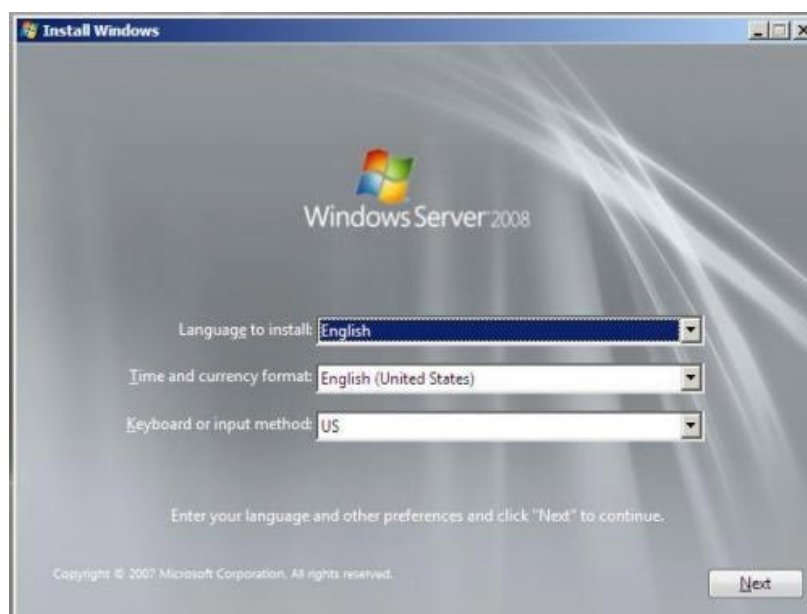 Install Windows
Windows Server 2008
Language to install: English
Time and currency format: English (United States)
Keyboard or input method: US
Enter your language and other preferences and click "Next" to continue.
Copyright © 2007 Microsoft Corporation. All rights reserved.
Next